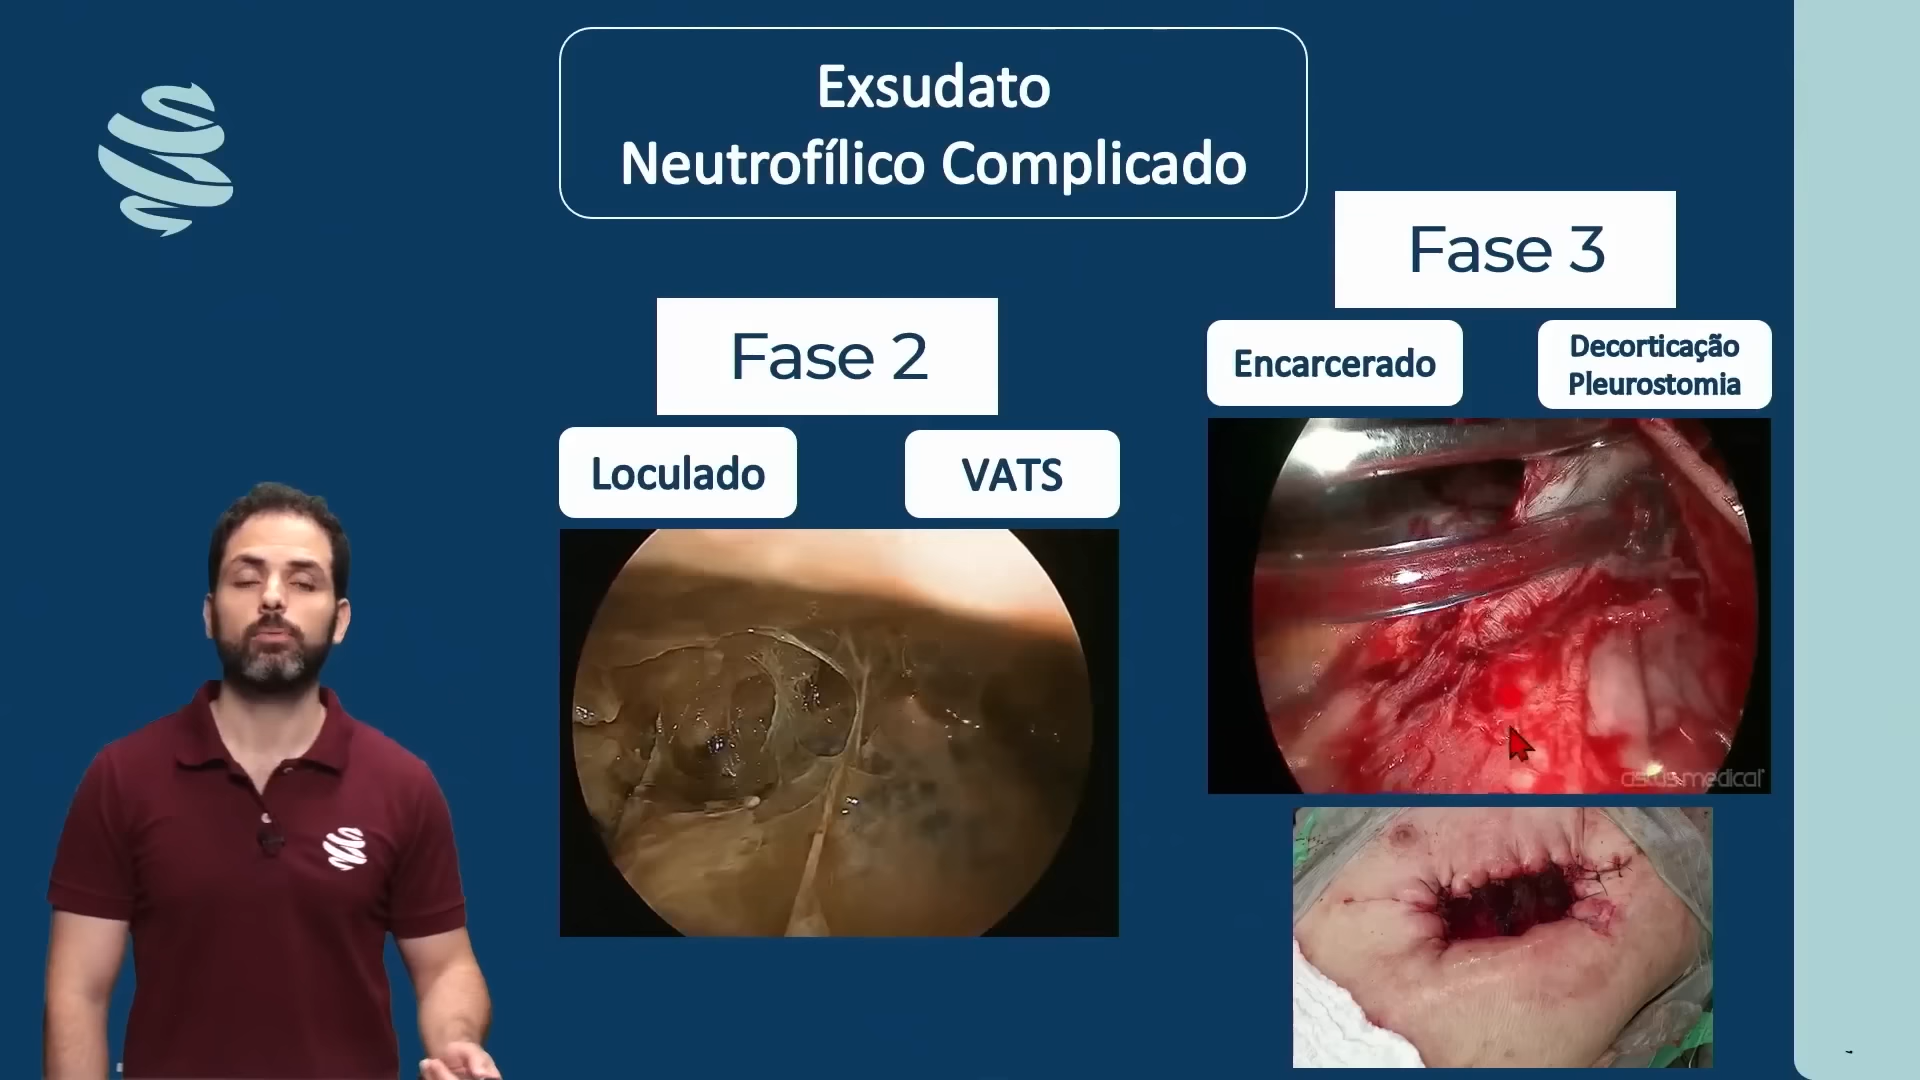 Exsudato
Neutrofílico Complicado
Fase 2
Loculado
VATS
Fase 3
Encarcerado
Decorticação
Pleurostomia